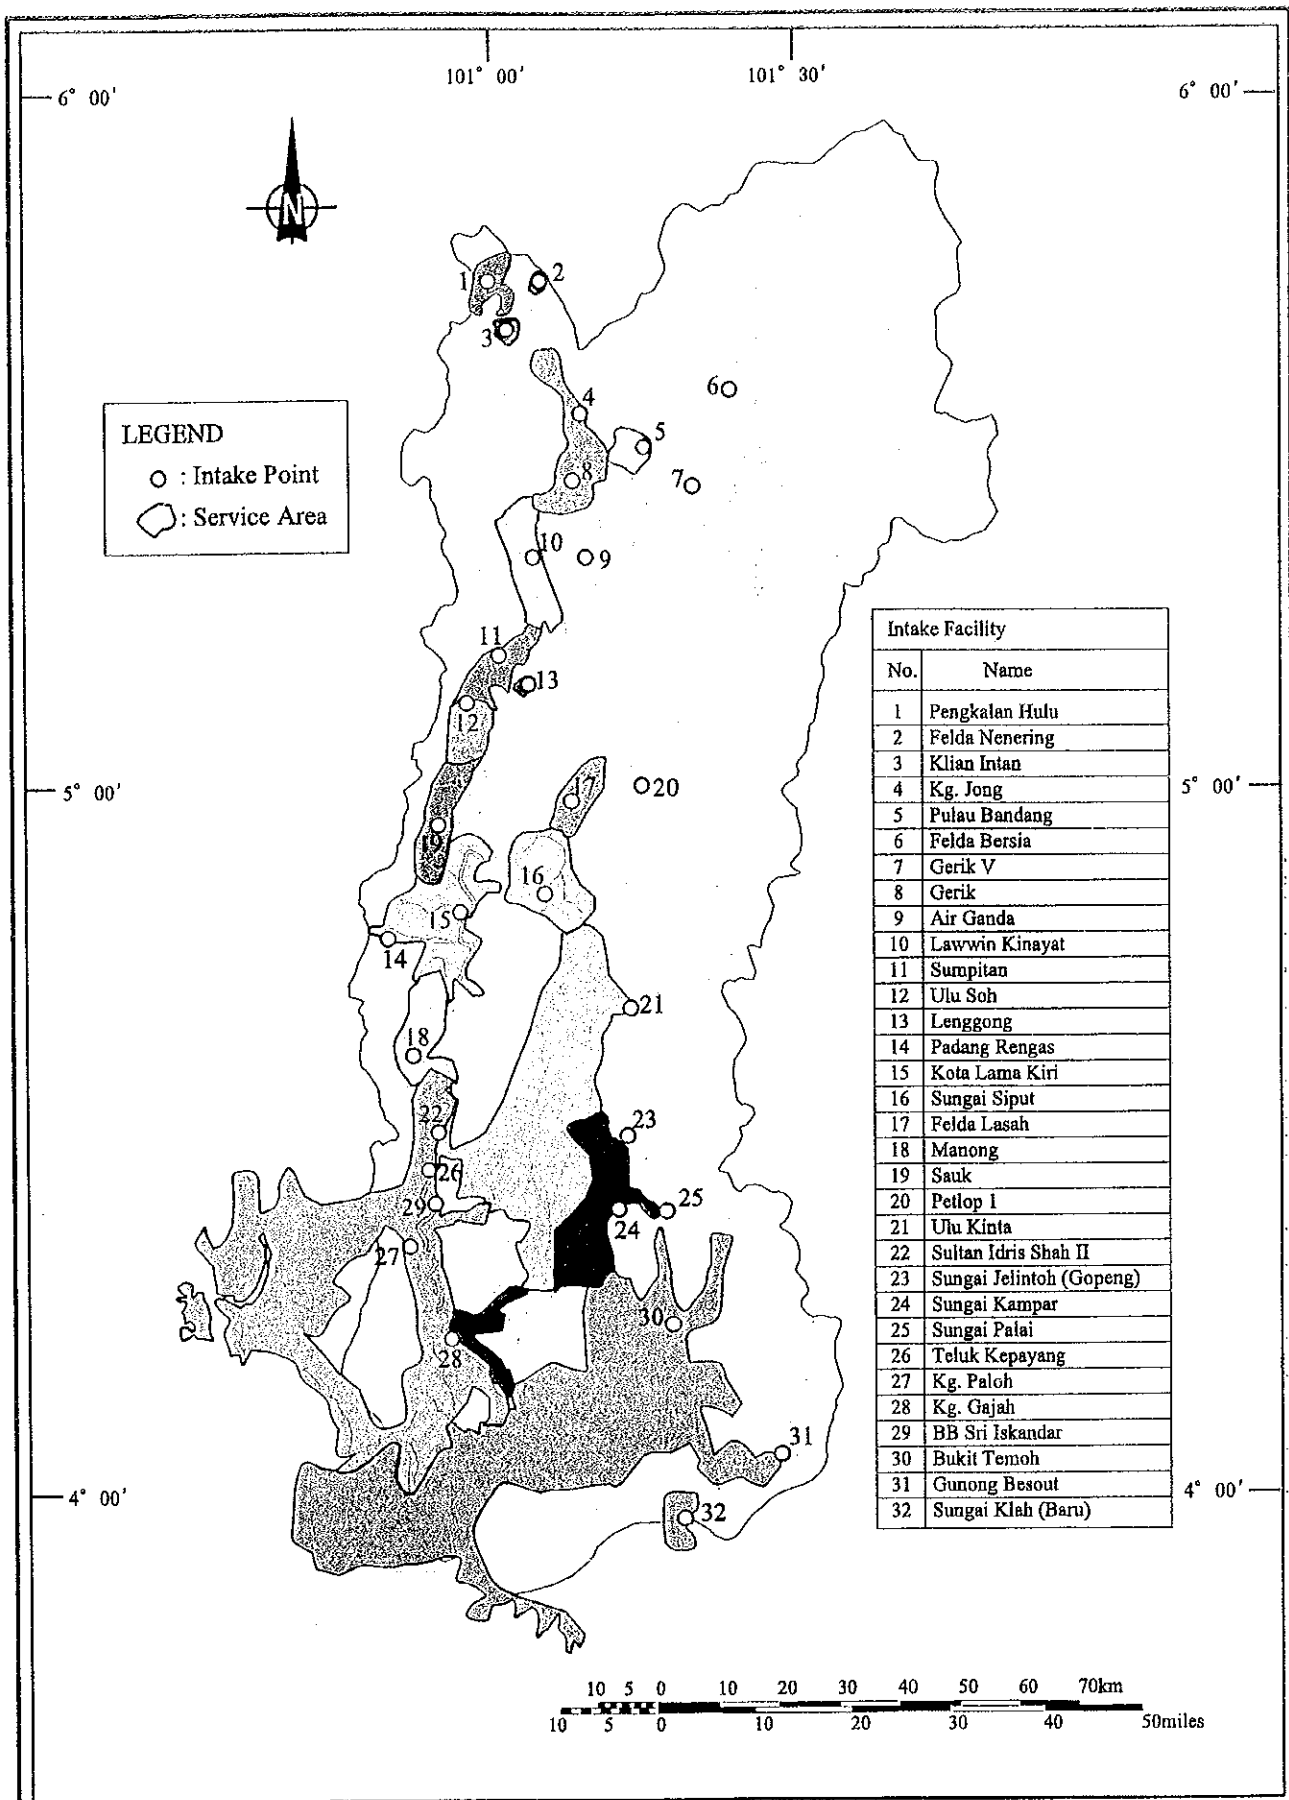 101° 00'
101° 30'
6° 00'
6° 00'
N
1
2
3
4
5
6
7
8
10
9
LEGEND
: Intake Point
: Service Area
11
13
12
17
20
5° 00'
5° 00'
19
16
15
14
21
18
22
23
26
25
29
24
27
30
28
31
32
4° 00'
4° 00'
Intake Facility
No. Name
1 Pengkalan Hulu
2 Felda Nenering
3 Klian Intan
4 Kg. Jong
5 Pulau Bandang
6 Felda Bersia
7 Gerik V
8 Gerik
9 Air Ganda
10 Lawwin Kinayat
11 Sumpitan
12 Ulu Soh
13 Lenggong
14 Padang Rengas
15 Kota Lama Kiri
16 Sungai Siput
17 Felda Lasah
18 Manong
19 Sauk
20 Petlop 1
21 Ulu Kinta
22 Sultan Idris Shah II
23 Sungai Jelintoh (Gopeng)
24 Sungai Kampar
25 Sungai Palai
26 Teluk Kepayang
27 Kg. Paloh
28 Kg. Gajah
29 BB Sri Iskandar
30 Bukit Temoh
31 Gunong Besout
32 Sungai Klah (Baru)
10 5 0 10 20 30 40 50 60 70km
10 5 0 10 20 30 40 50miles